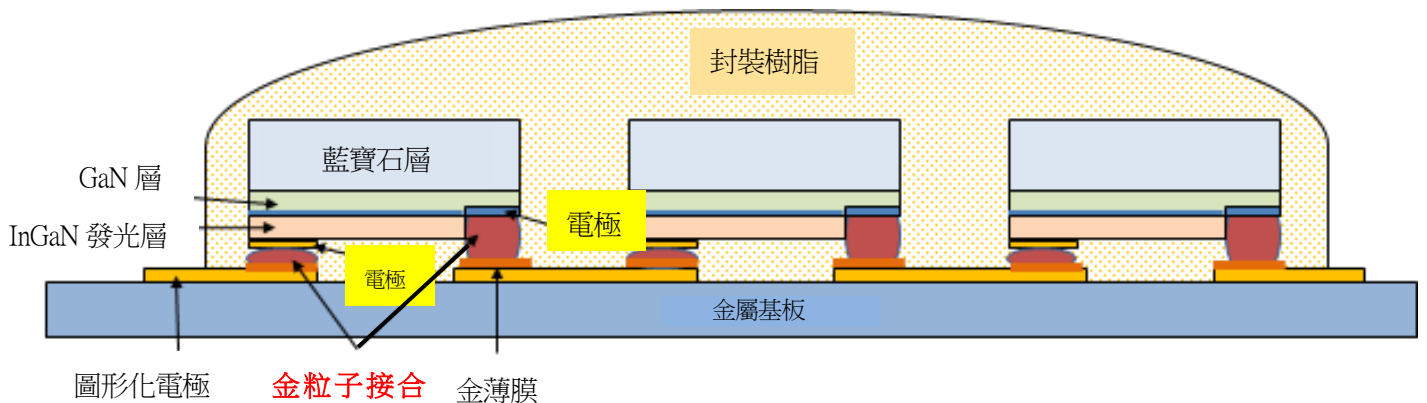 封裝樹脂
藍寶石層
GaN 層
InGaN 發光層
電極
電極
金屬基板
圖形化電極
金粒子接合
金薄膜